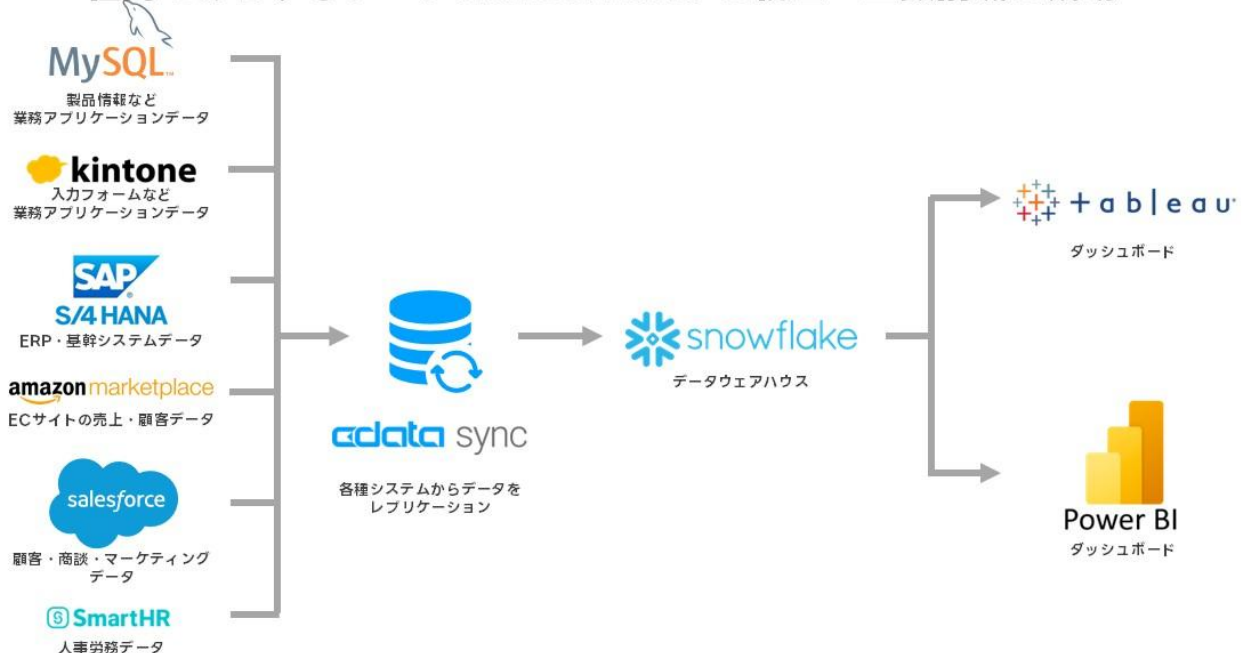 MySQL™
製品情報など
業務アプリケーションデータ
kintone
入力フォームなど
業務アプリケーションデータ
SAP®
S/4 HANA
ERP・基幹システムデータ
amazon marketplace
ECサイトの売上・顧客データ
salesforce
顧客・商談・マーケティング
データ
SmartHR
人事労務データ
cdata sync
各種システムからデータを
レプリケーション
snowflake
データウェアハウス
+ableau
ダッシュボード
Power BI
ダッシュボード